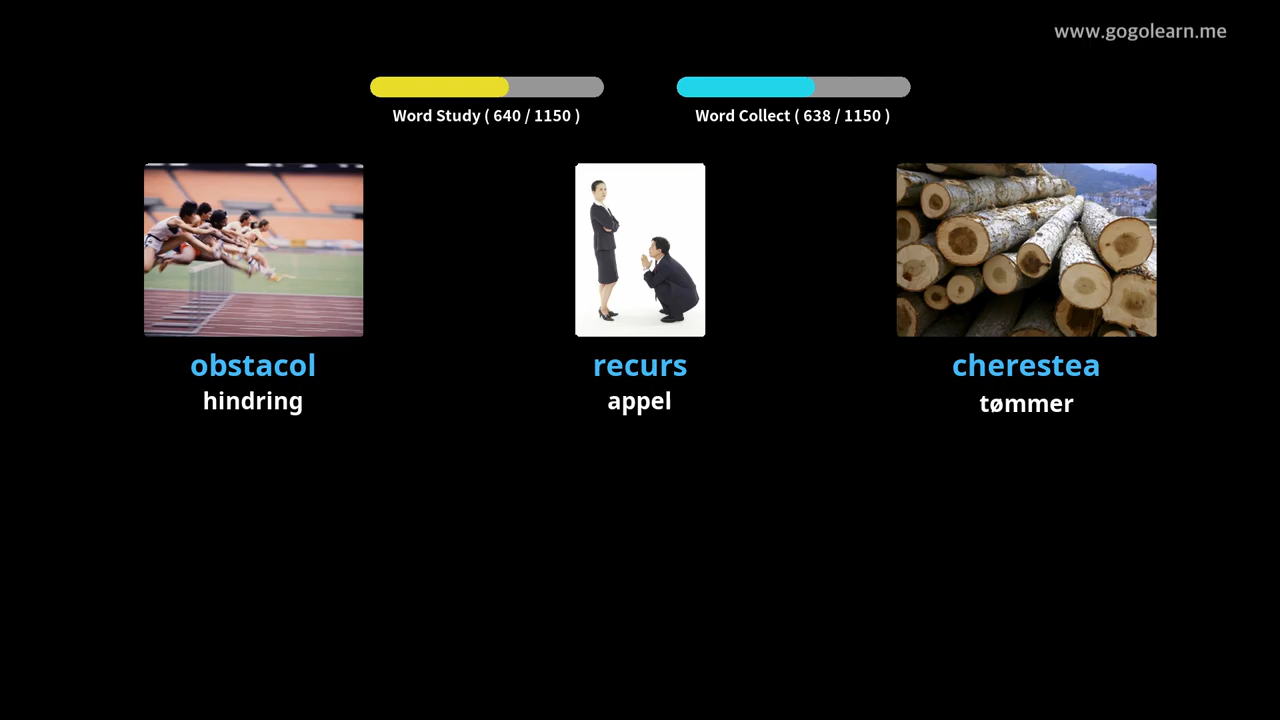 www.gogolearn.me
Word Study ( 640 / 1150 )
Word Collect ( 638 / 1150 )
obstacol
recurs
cherestea
hindring
appel
tømmer